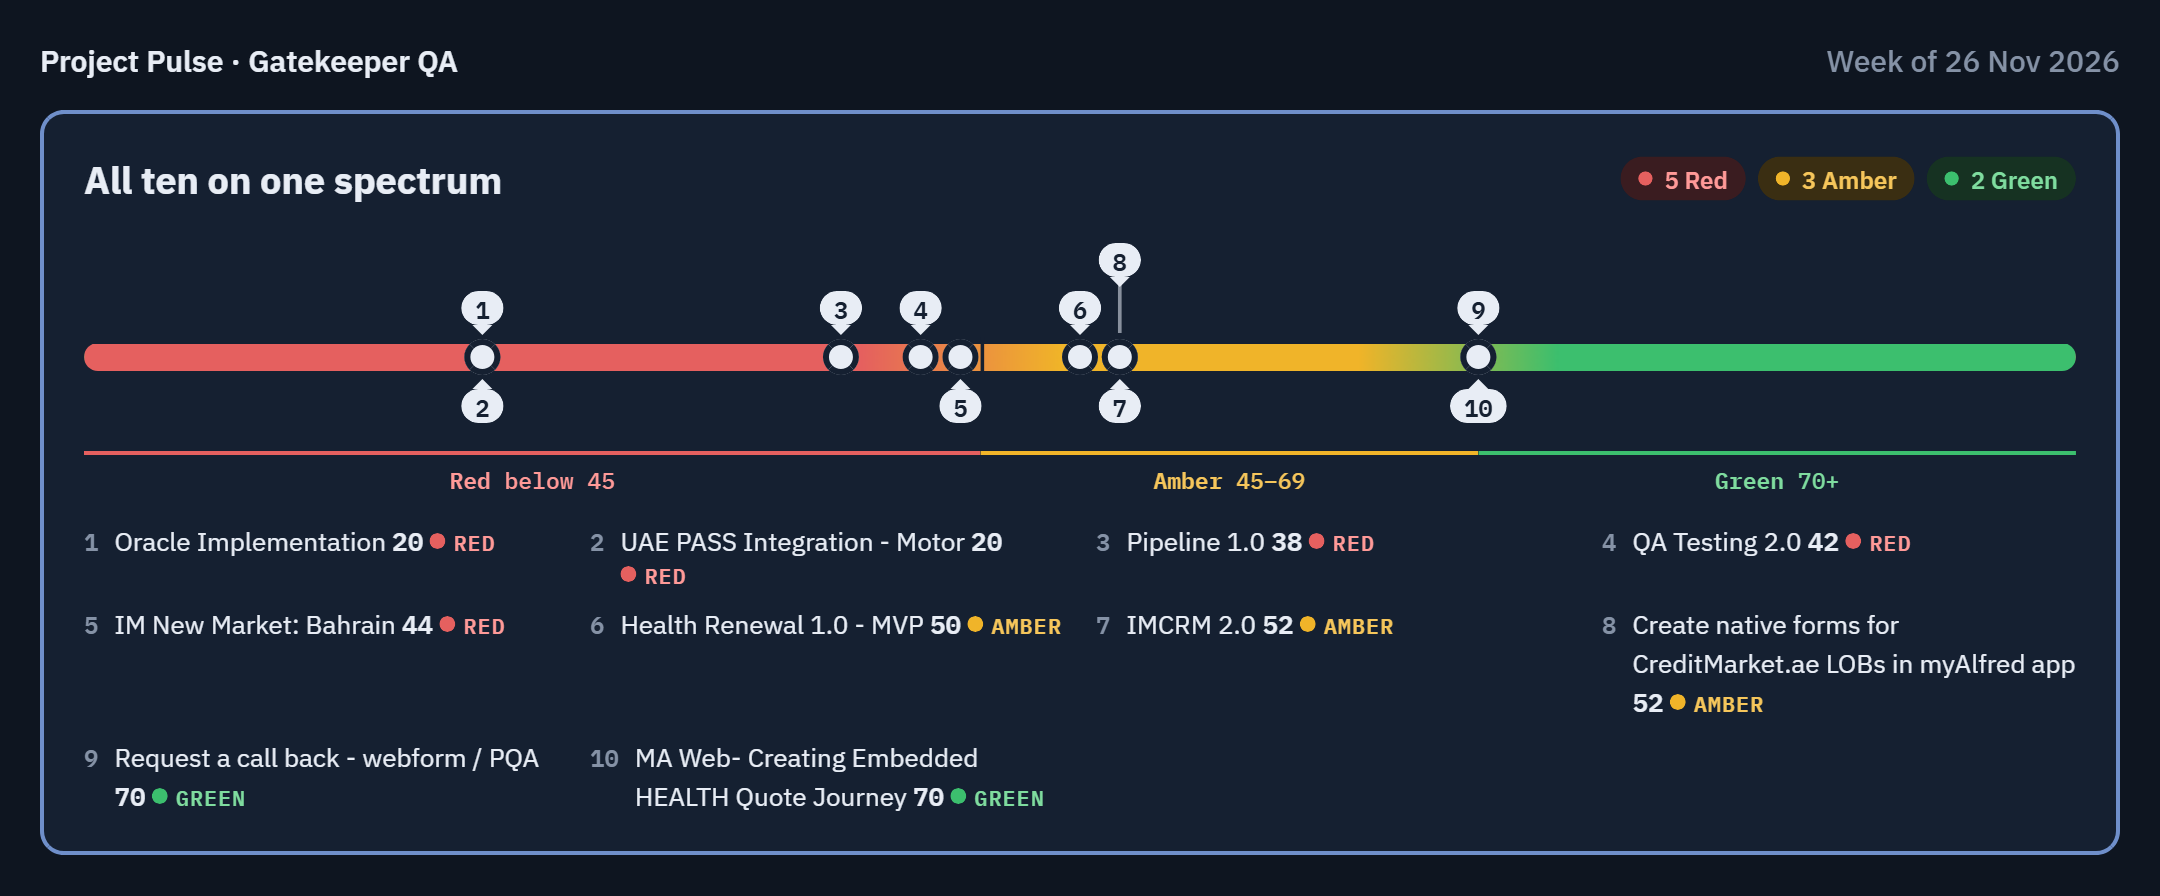 Project Pulse · Gatekeeper QA
Week of 26 Nov 2026
All ten on one spectrum
5 Red
3 Amber
2 Green
8
1
3
4
6
9
2
5
7
10
Red below 45
Amber 45–69
Green 70+
1 Oracle Implementation 20 RED
2 UAE PASS Integration - Motor 20
RED
3 Pipeline 1.0 38 RED
4 QA Testing 2.0 42 RED
5 IM New Market: Bahrain 44 RED
6 Health Renewal 1.0 - MVP 50 AMBER
7 IMCRM 2.0 52 AMBER
8 Create native forms for
CreditMarket.ae LOBs in myAlfred app
52 AMBER
9 Request a call back - webform / PQA
70 GREEN
10 MA Web- Creating Embedded
HEALTH Quote Journey 70 GREEN